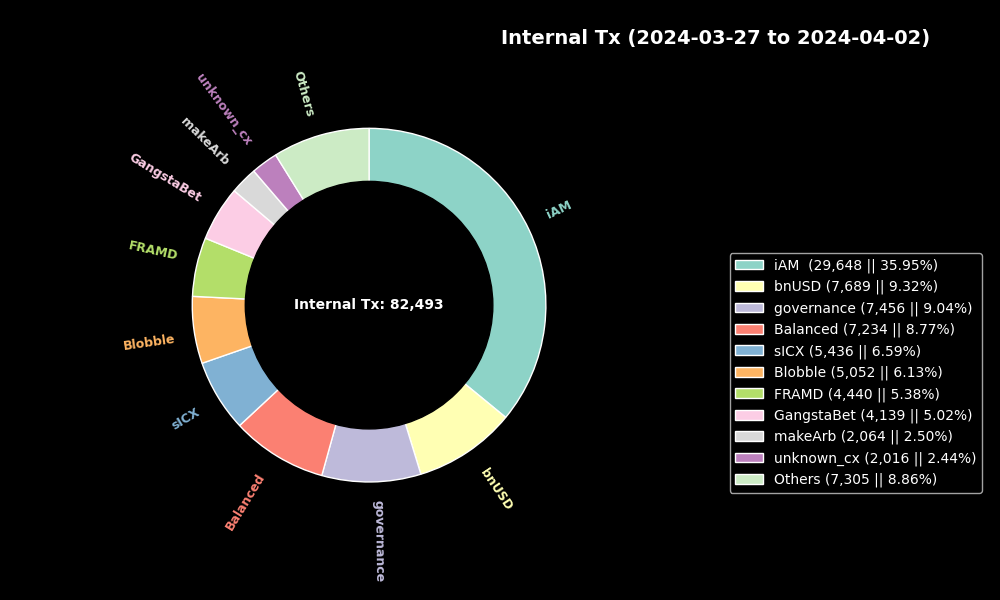 Internal Tx (2024-03-27 to 2024-04-02)
Others
unknown_cx
makeArb
GangstaBet
FRAMD
Blobble
sICX
Balanced
governance
bnUSD
iAM
Internal Tx: 82,493
iAM  (29,648 || 35.95%)
bnUSD (7,689 || 9.32%)
governance (7,456 || 9.04%)
Balanced (7,234 || 8.77%)
sICX (5,436 || 6.59%)
Blobble (5,052 || 6.13%)
FRAMD (4,440 || 5.38%)
GangstaBet (4,139 || 5.02%)
makeArb (2,064 || 2.50%)
unknown_cx (2,016 || 2.44%)
Others (7,305 || 8.86%)